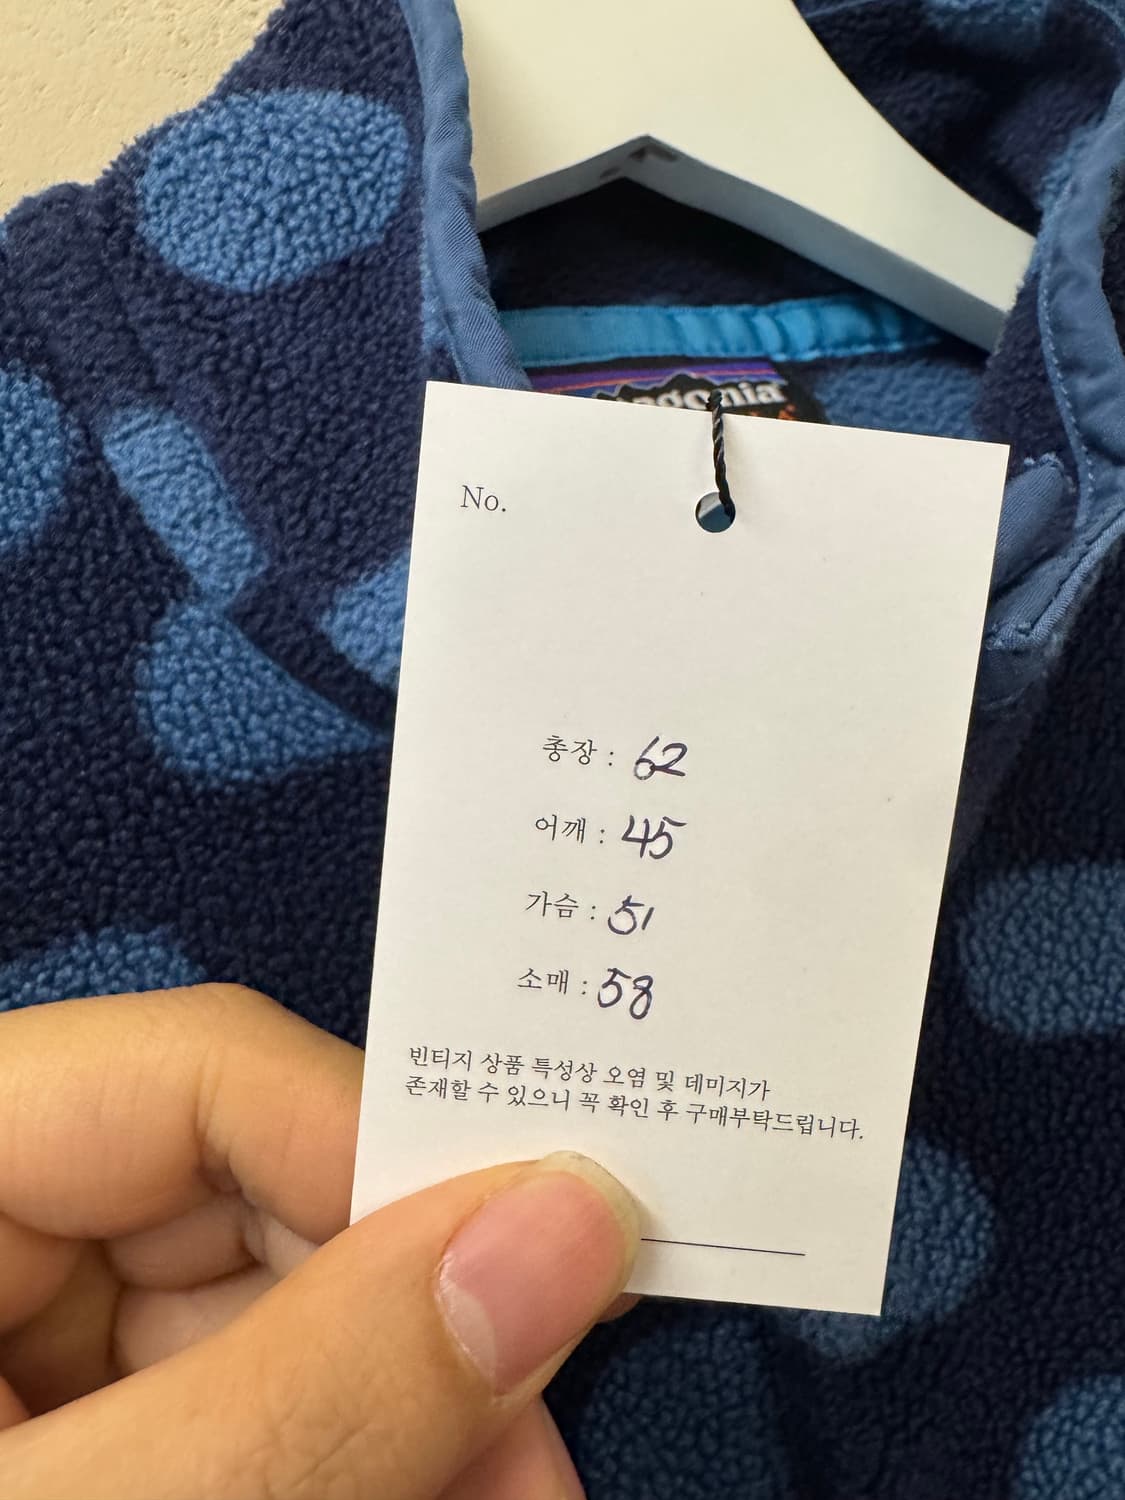 patagonia
No.
총장 : 62
어깨 : 45
가슴 : 51
소매 : 58
빈티지 상품 특성상 오염 및 데미지가
존재할 수 있으니 꼭 확인 후 구매부탁드립니다.